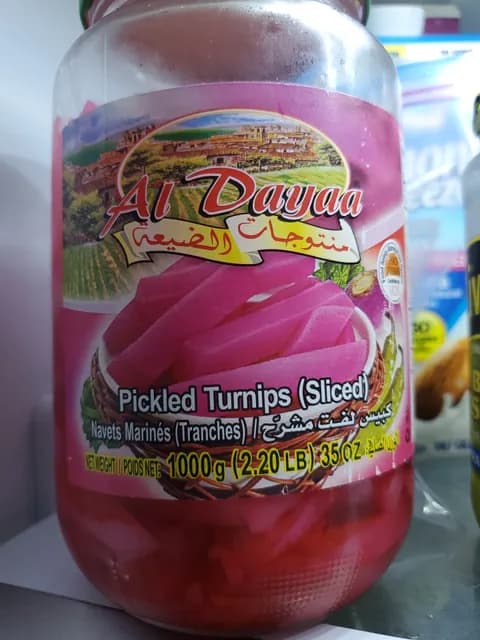 Al Dayaa
منتوجات الضيعة
Pickled Turnips (Sliced)
Navets Marinés (Tranches) / كبيس لفت مشرّح
NET WEIGHT / POIDS NET: 1000g (2.20 LB) 35 OZ